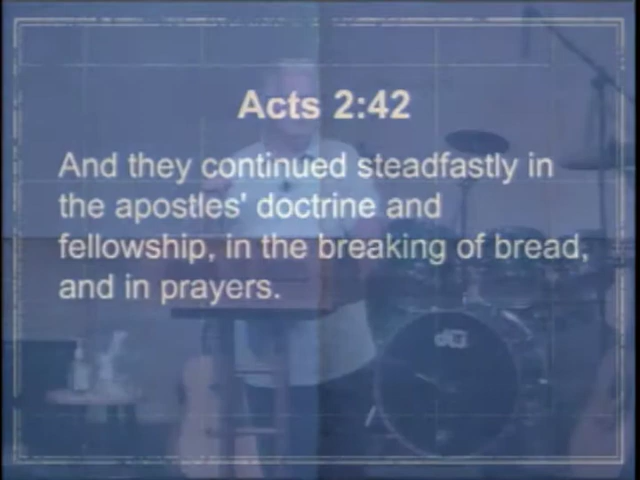 Acts 2:42
And they continued steadfastly in
the apostles' doctrine and
fellowship, in the breaking of bread,
and in prayers.
dw